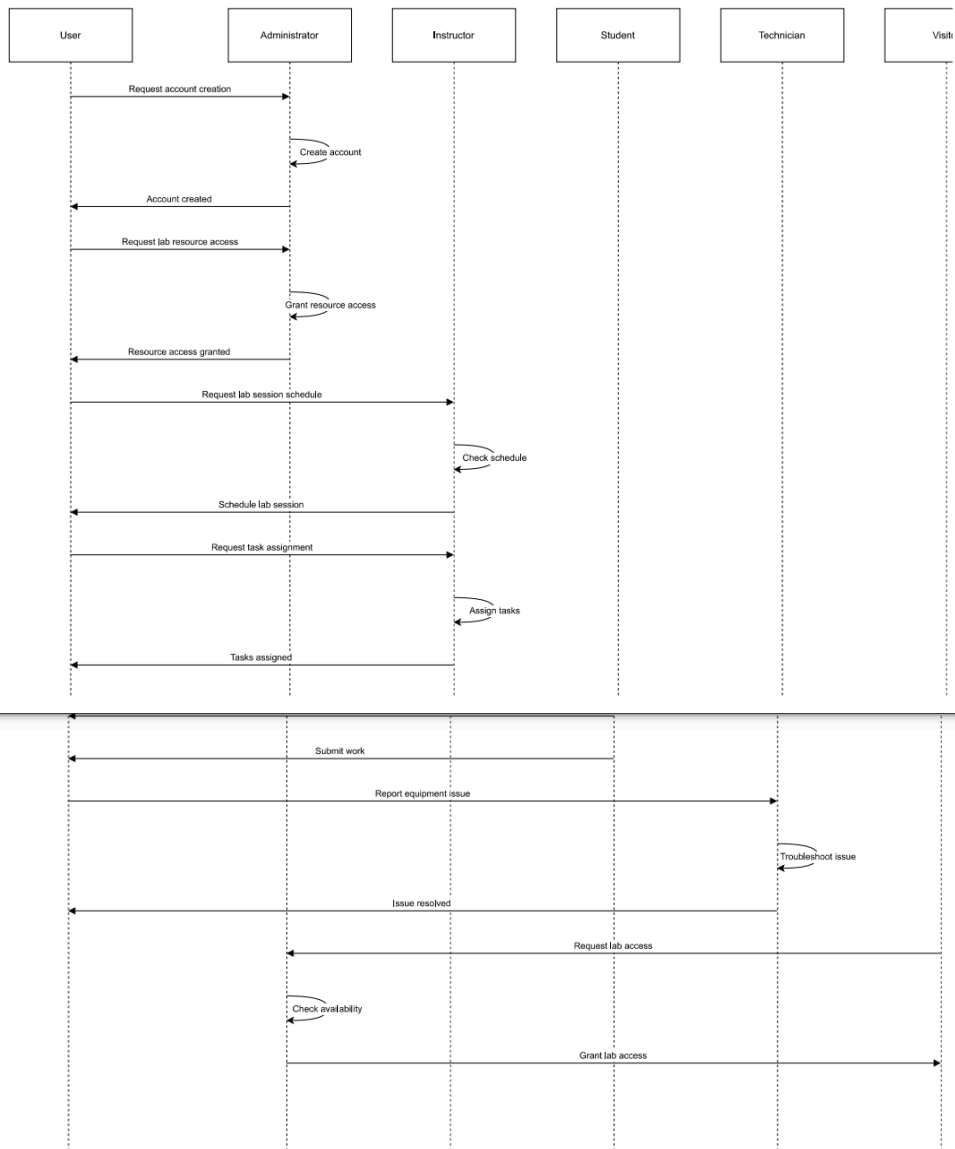 User
Administrator
Instructor
Student
Technician
Visito
Request account creation
Create account
Account created
Request lab resource access
Grant resource access
Resource access granted
Request lab session schedule
Check schedule
Schedule lab session
Request task assignment
Assign tasks
Tasks assigned
Submit work
Report equipment issue
Troubleshoot issue
Issue resolved
Request lab access
Check availability
Grant lab access